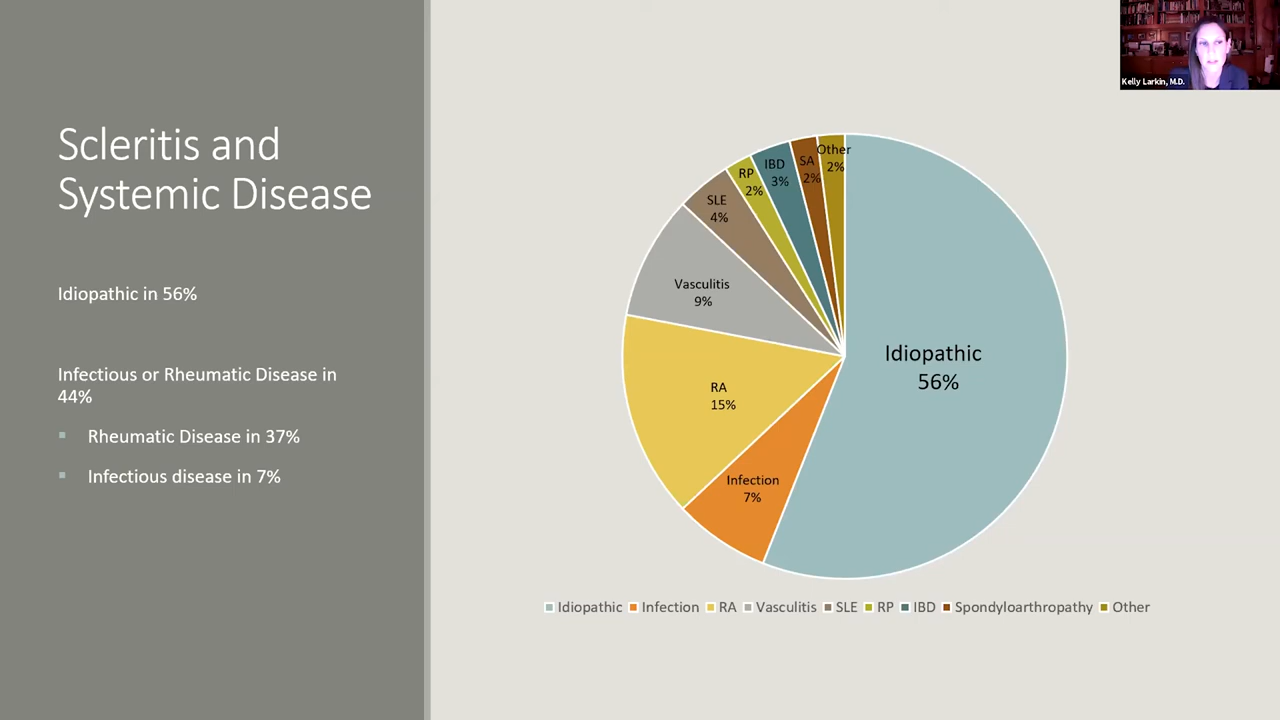 Kelly Larkin, M.D.
Scleritis and
Systemic Disease
Idiopathic in 56%
Infectious or Rheumatic Disease in
44%
Rheumatic Disease in 37%
Infectious disease in 7%
Other
2%
SA
2%
IBD
3%
RP
2%
SLE
4%
Vasculitis
9%
RA
15%
Infection
7%
Idiopathic
56%
Idiopathic Infection RA Vasculitis SLE RP IBD Spondyloarthropathy Other